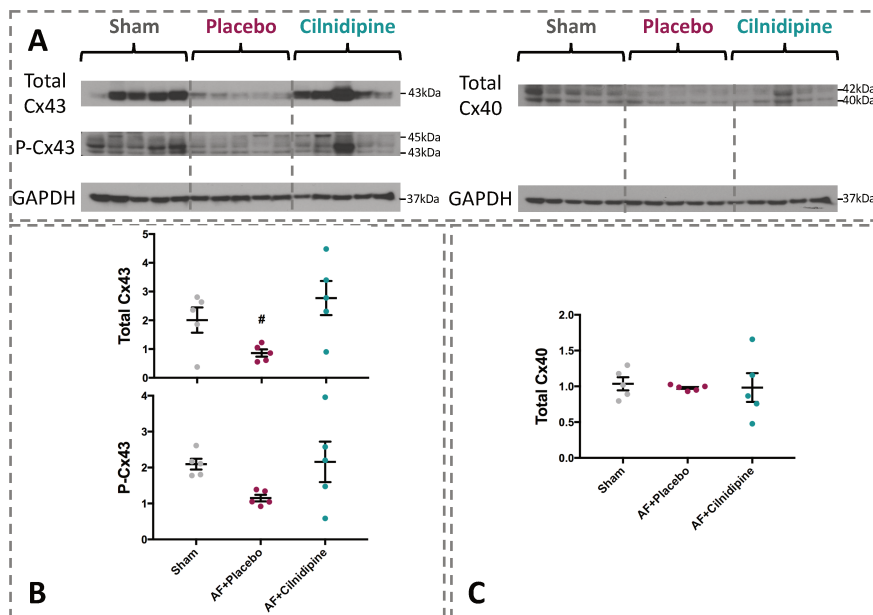 A
Sham Placebo Cilnidipine
Total
Cx43
43kDa
P-Cx43
45kDa
43kDa
GAPDH
37kDa
Sham Placebo Cilnidipine
Total
Cx40
42kDa
40kDa
GAPDH
37kDa
B
Total Cx43
5
4
3
2
1
0
#
P-Cx43
4
3
2
1
0
Sham
AF+Placebo
AF+Cilnidipine
C
Total Cx40
2.0
1.5
1.0
0.5
0.0
Sham
AF+Placebo
AF+Cilnidipine